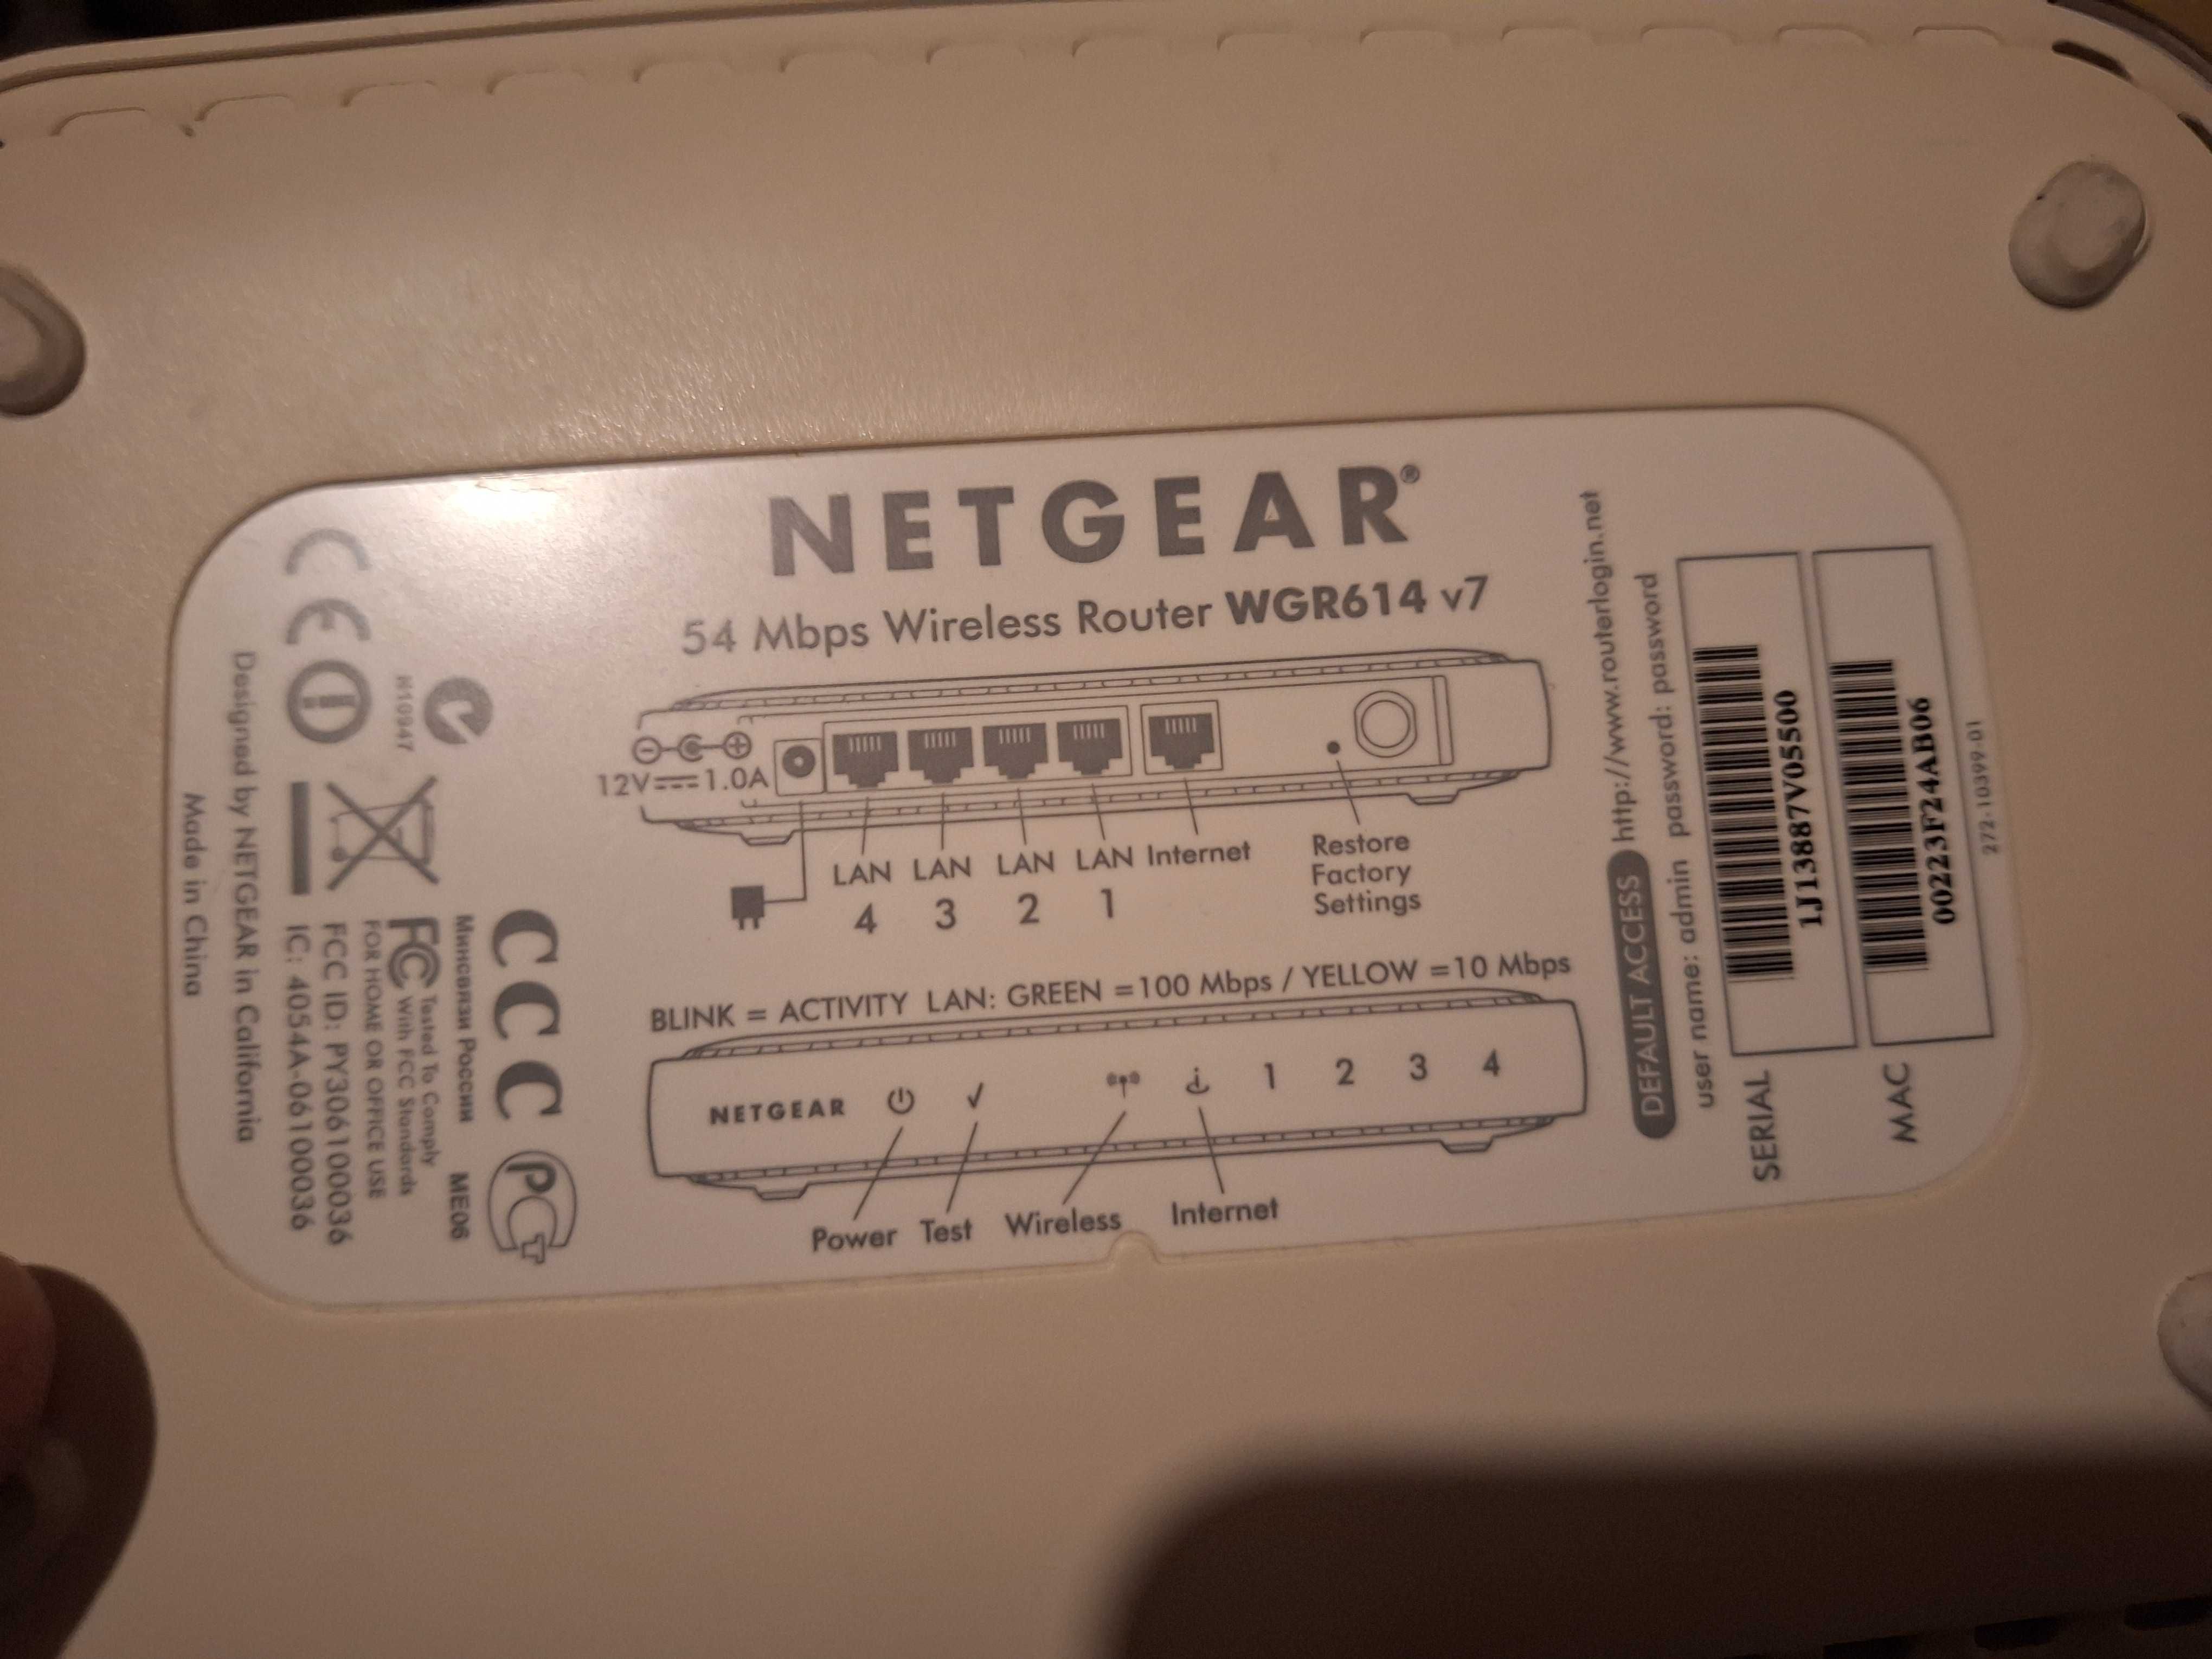 NETGEAR®
54 Mbps Wireless Router WGR614 v7
12V 1.0A
LAN LAN LAN LAN Internet
4 3 2 1
Restore
Factory
Settings
BLINK = ACTIVITY LAN: GREEN =100 Mbps / YELLOW =10 Mbps
NETGEAR 1 2 3 4
Power Test Wireless Internet
DEFAULT ACCESS http://www.routerlogin.net
user name: admin password: password
SERIAL
1J13887V05500
MAC
00223F24AB06
272-10399-01
CE
N10947
CCC
PCT
Минсвязи России ME06
FC Tested To Comply
With FCC Standards
FOR HOME OR OFFICE USE
FCC ID: PY306100036
IC: 4054A-06100036
Designed by NETGEAR in California
Made in China